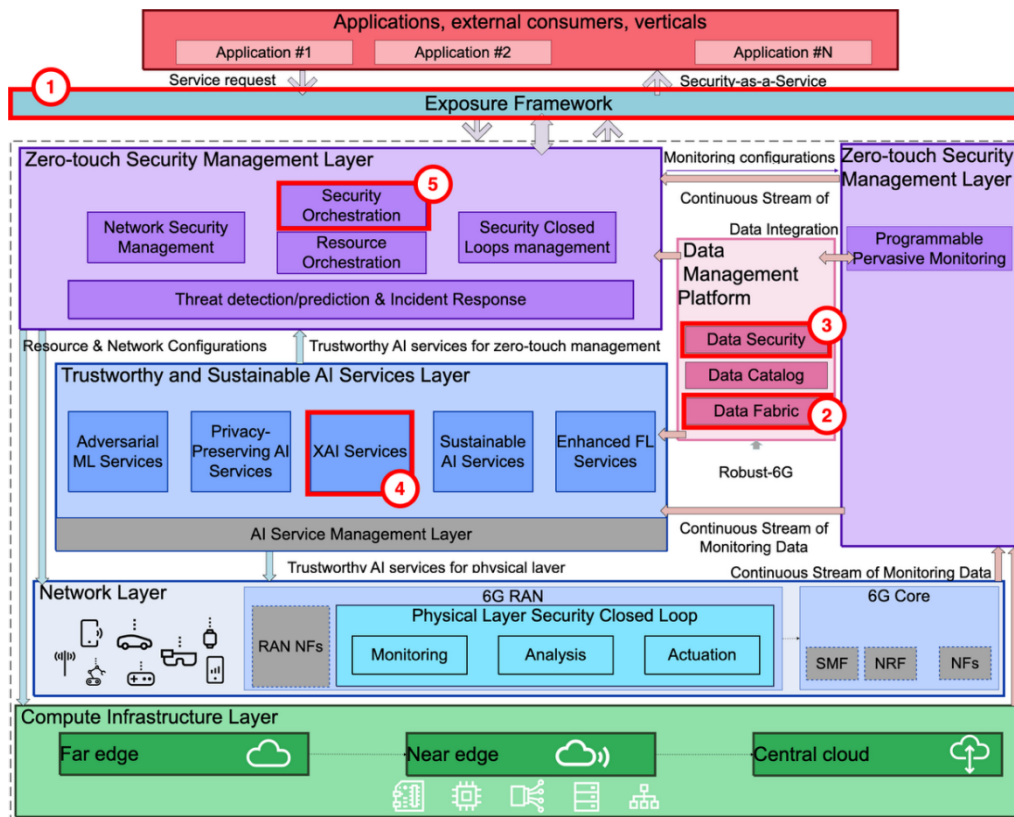 Applications, external consumers, verticals
Application #1
Application #2
Application #N
Service request
Security-as-a-Service
1
Exposure Framework
Zero-touch Security Management Layer
5
Security
Orchestration
Network Security
Management
Resource
Orchestration
Security Closed
Loops management
Threat detection/prediction & Incident Response
Monitoring configurations
Continuous Stream of
Data Integration
Zero-touch Security
Management Layer
Programmable
Pervasive Monitoring
Data
Management
Platform
3
Data Security
Data Catalog
Data Fabric
2
Robust-6G
Resource & Network Configurations
Trustworthy AI services for zero-touch management
Trustworthy and Sustainable AI Services Layer
Adversarial
ML Services
Privacy-
Preserving AI
Services
XAI Services
4
Sustainable
AI Services
Enhanced FL
Services
AI Service Management Layer
Continuous Stream of
Monitoring Data
Trustworthy AI services for physical layer
Continuous Stream of Monitoring Data
Network Layer
6G RAN
RAN NFs
Physical Layer Security Closed Loop
Monitoring
Analysis
Actuation
6G Core
SMF
NRF
NFs
Compute Infrastructure Layer
Far edge
Near edge
Central cloud